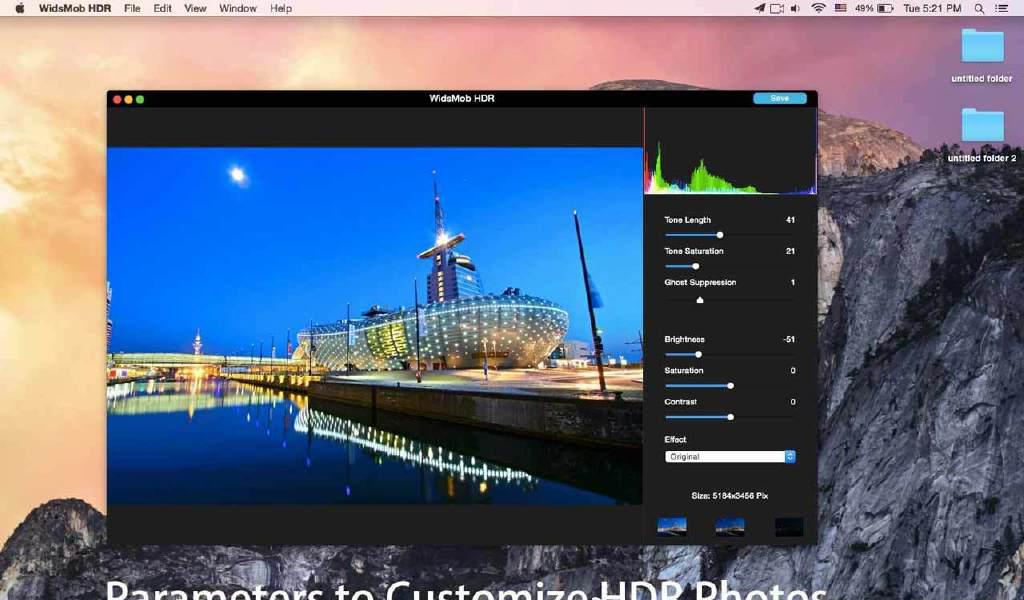 WidsMob HDR File Edit View Window Help 49% Tue 5:21 PM
untitled folder
untitled folder 2
WidsMob HDR Save
Tone Length 41
Tone Saturation 21
Ghost Suppression 1
Brightness -51
Saturation 0
Contrast 0
Effect
Original
Size: 5184x3456 Pix
Parameters to Customize HDR Photos